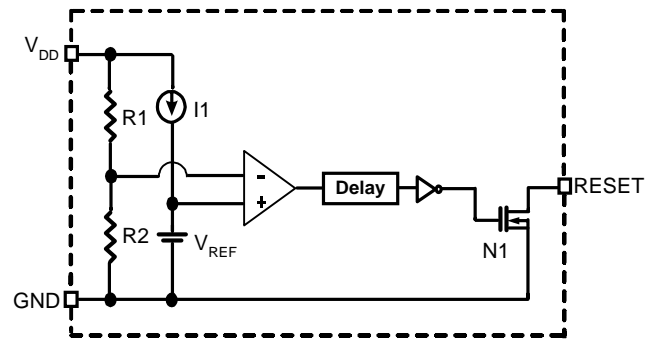 VDD
R1
I1
-
+
Delay
RESET
R2
VREF
N1
GND